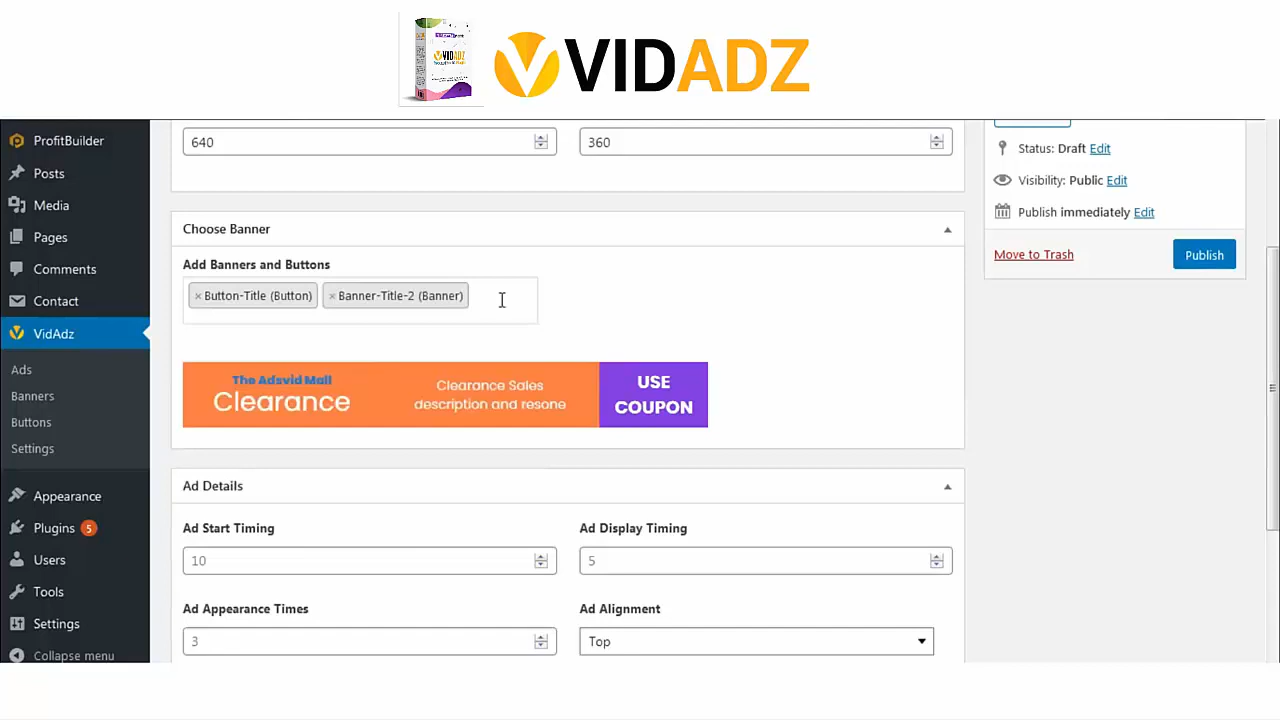 VIDADZ
VIDADZ
ProfitBuilder
Posts
Media
Pages
Comments
Contact
VidAdz
Ads
Banners
Buttons
Settings
Appearance
Plugins 5
Users
Tools
Settings
Collapse menu
640
360
Choose Banner
Add Banners and Buttons
× Button-Title (Button)
× Banner-Title-2 (Banner)
The Adsvid Mall
Clearance
Clearance Sales
description and resone
USE
COUPON
Ad Details
Ad Start Timing
Ad Display Timing
10
5
Ad Appearance Times
Ad Alignment
3
Top
Status: Draft Edit
Visibility: Public Edit
Publish immediately Edit
Move to Trash
Publish